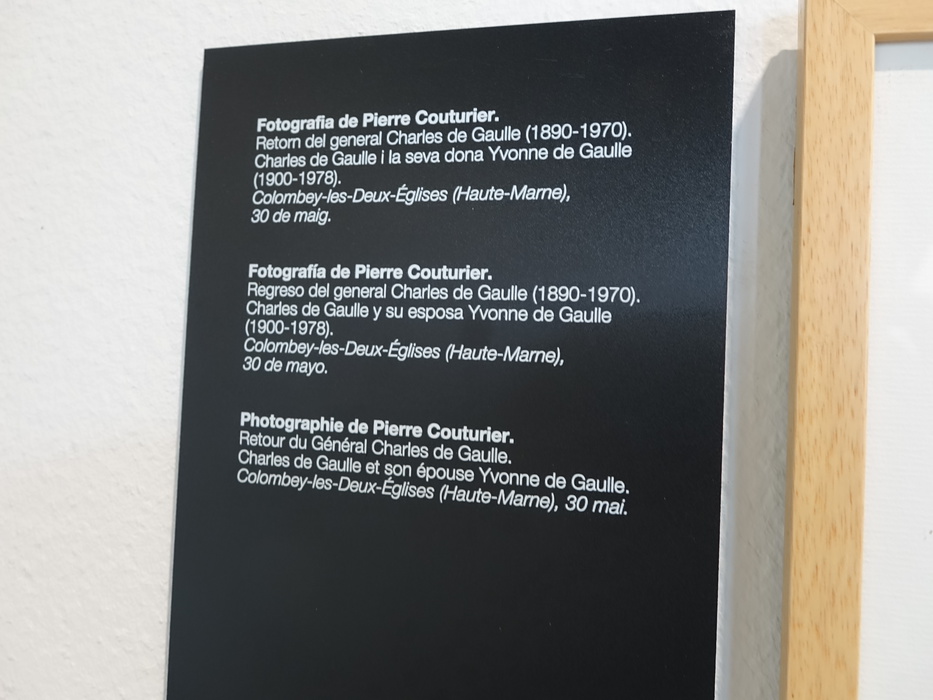 Fotografia de Pierre Couturier.
Retorn del general Charles de Gaulle (1890-1970).
Charles de Gaulle i la seva dona Yvonne de Gaulle
(1900-1978).
Colombey-les-Deux-Églises (Haute-Marne),
30 de maig.
Fotografía de Pierre Couturier.
Regreso del general Charles de Gaulle (1890-1970).
Charles de Gaulle y su esposa Yvonne de Gaulle
(1900-1978).
Colombey-les-Deux-Églises (Haute-Marne),
30 de mayo.
Photographie de Pierre Couturier.
Retour du Général Charles de Gaulle.
Charles de Gaulle et son épouse Yvonne de Gaulle.
Colombey-les-Deux-Églises (Haute-Marne), 30 mai.